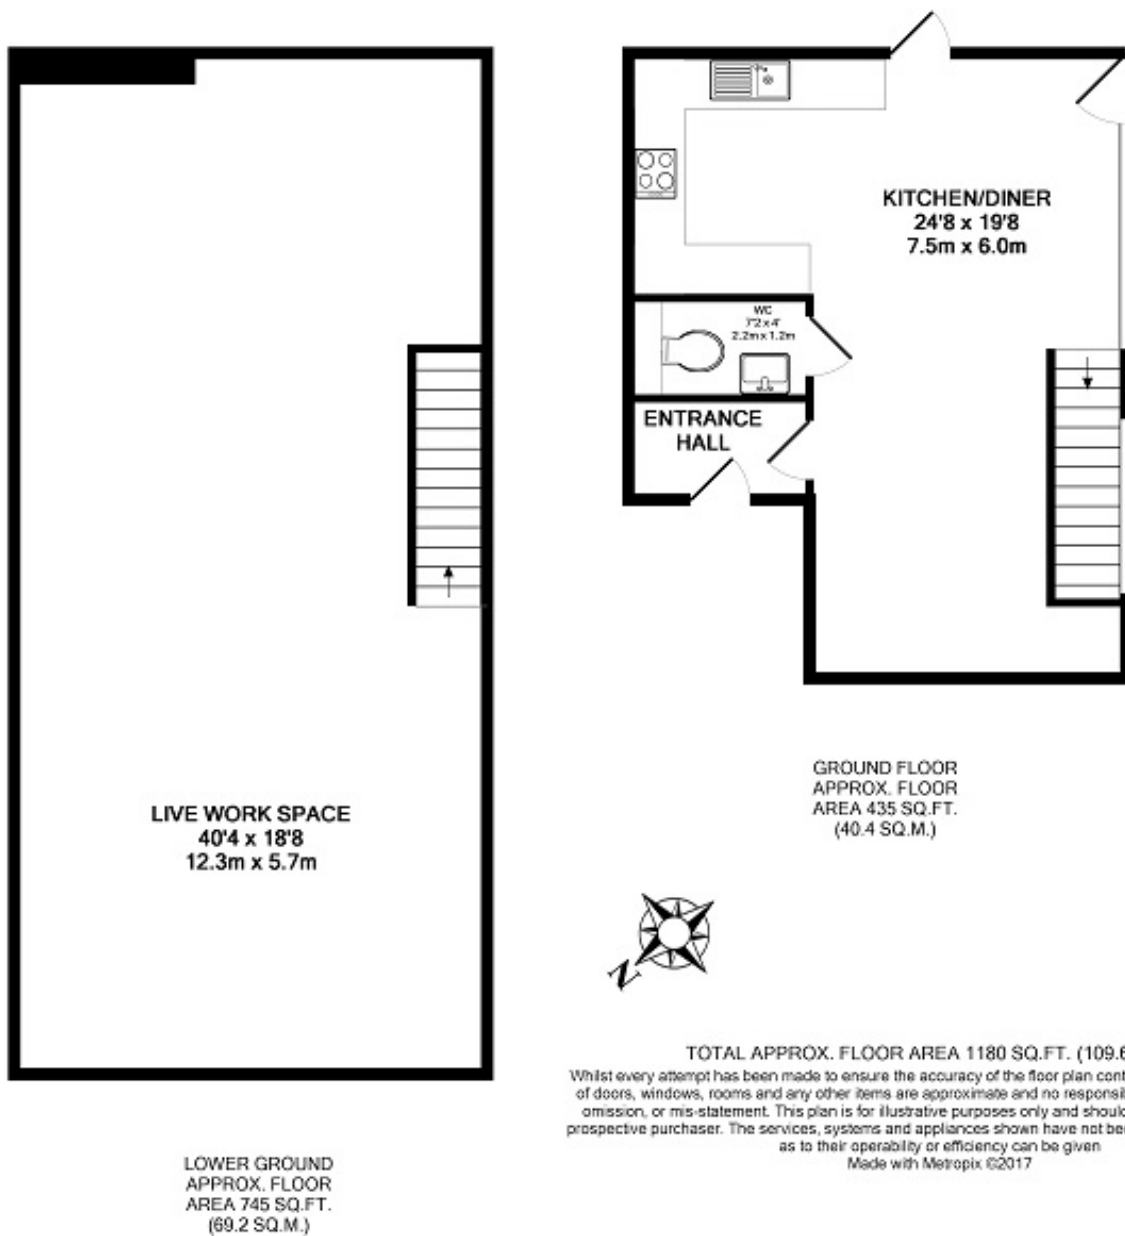 KITCHEN/DINER
24'8 x 19'8
7.5m x 6.0m
WC
7'2 x 4'
2.2m x 1.2m
ENTRANCE
HALL
LIVE WORK SPACE
40'4 x 18'8
12.3m x 5.7m
GROUND FLOOR
APPROX. FLOOR
AREA 435 SQ.FT.
(40.4 SQ.M.)
N
TOTAL APPROX. FLOOR AREA 1180 SQ.FT. (109.6
Whilst every attempt has been made to ensure the accuracy of the floor plan cont
of doors, windows, rooms and any other items are approximate and no responsib
omission, or mis-statement. This plan is for illustrative purposes only and should
prospective purchaser. The services, systems and appliances shown have not be
as to their operability or efficiency can be given
Made with Metropix ©2017
LOWER GROUND
APPROX. FLOOR
AREA 745 SQ.FT.
(69.2 SQ.M.)